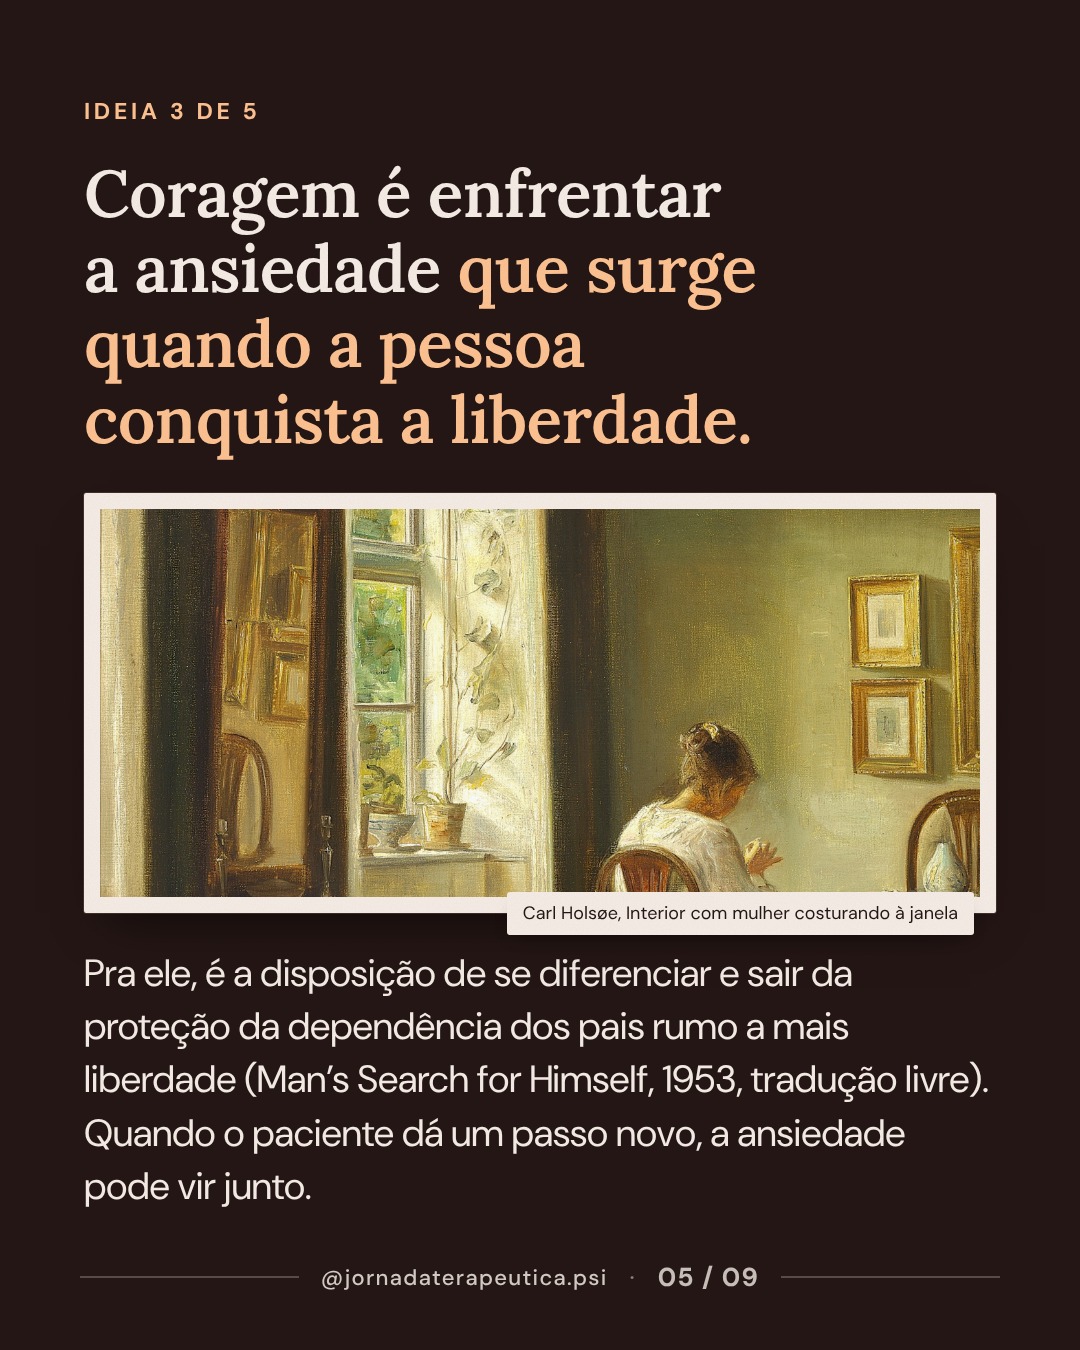 IDEIA 3 DE 5
Coragem é enfrentar
a ansiedade que surge
quando a pessoa
conquista a liberdade.
Carl Holsøe, Interior com mulher costurando à janela
Pra ele, é a disposição de se diferenciar e sair da
proteção da dependência dos pais rumo a mais
liberdade (Man’s Search for Himself, 1953, tradução livre).
Quando o paciente dá um passo novo, a ansiedade
pode vir junto.
@jornadaterapeutica.psi · 05 / 09